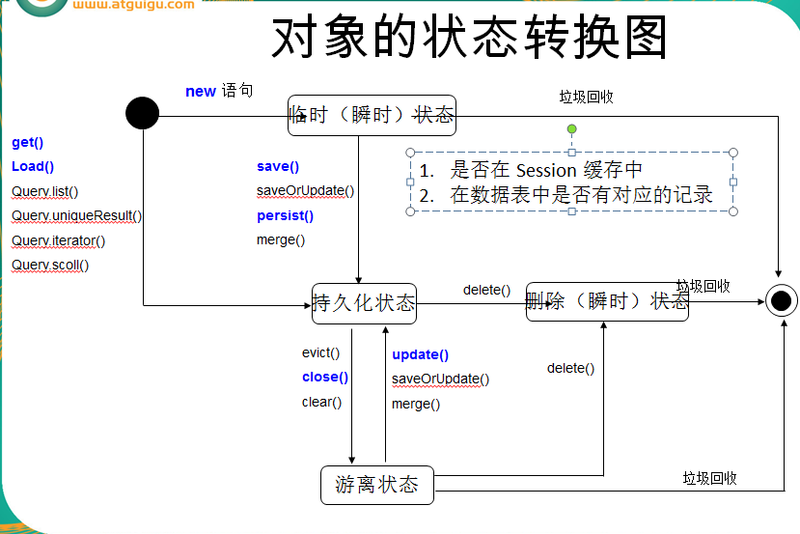 www.atguigu.com
对象的状态转换图
new 语句
临时（瞬时）状态
垃圾回收
get()
Load()
Query.list()
Query.uniqueResult()
Query.iterator()
Query.scoll()
save()
saveOrUpdate()
persist()
merge()
1. 是否在 Session 缓存中
2. 在数据表中是否有对应的记录
持久化状态
delete()
删除（瞬时）状态
垃圾回收
evict()
close()
clear()
update()
saveOrUpdate()
merge()
delete()
游离状态
垃圾回收